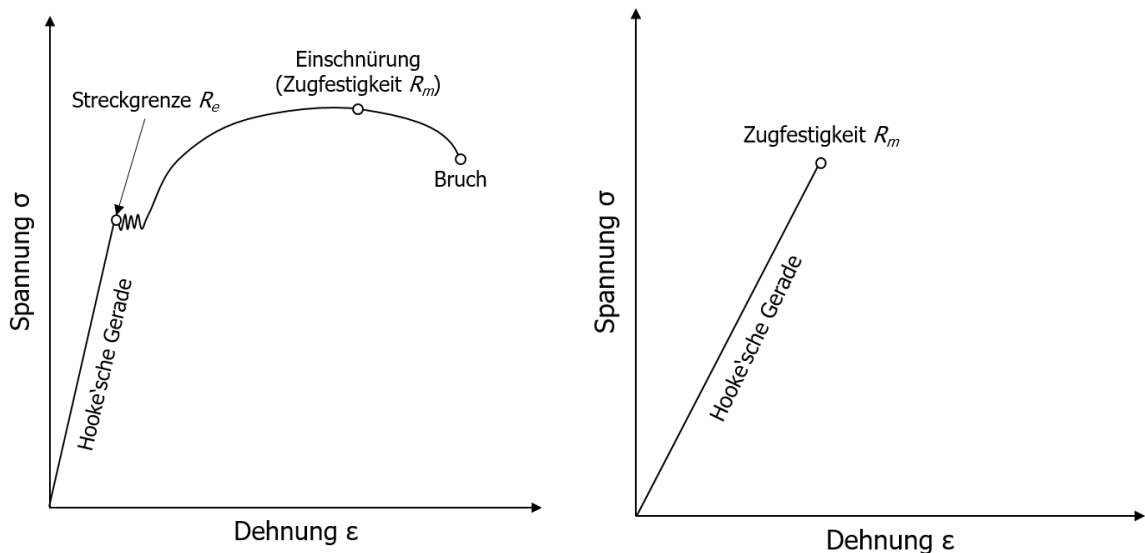 Einschnürung
(Zugfestigkeit Rₘ)
Streckgrenze Rₑ
Bruch
Hooke‘sche Gerade
Spannung σ
Dehnung ε
Zugfestigkeit Rₘ
Hooke‘sche Gerade
Spannung σ
Dehnung ε